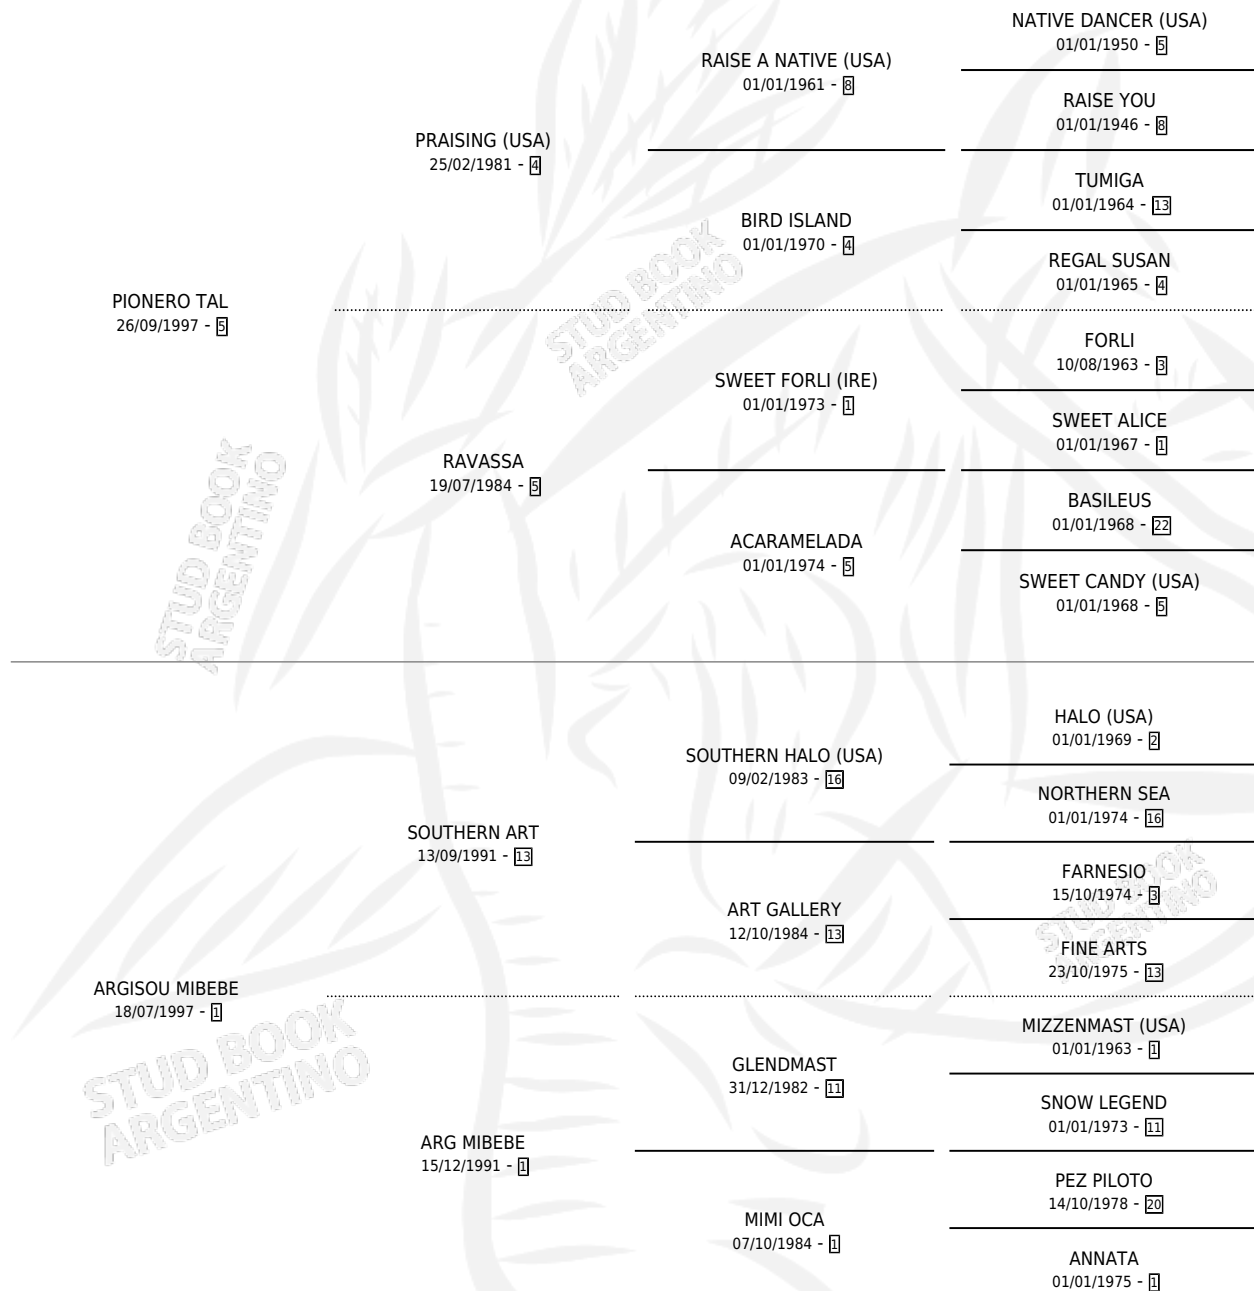 NATIVE DANCER (USA)
01/01/1950 - 5
RAISE A NATIVE (USA)
01/01/1961 - 8
RAISE YOU
01/01/1946 - 8
PRAISING (USA)
25/02/1981 - 4
TUMIGA
01/01/1964 - 13
BIRD ISLAND
01/01/1970 - 4
REGAL SUSAN
01/01/1965 - 4
PIONERO TAL
26/09/1997 - 5
FORLI
10/08/1963 - 3
SWEET FORLI (IRE)
01/01/1973 - 1
SWEET ALICE
01/01/1967 - 1
RAVASSA
19/07/1984 - 5
BASILEUS
01/01/1968 - 22
ACARAMELADA
01/01/1974 - 5
SWEET CANDY (USA)
01/01/1968 - 5
HALO (USA)
01/01/1969 - 2
SOUTHERN HALO (USA)
09/02/1983 - 16
NORTHERN SEA
01/01/1974 - 16
SOUTHERN ART
13/09/1991 - 13
FARNESIO
15/10/1974 - 3
ART GALLERY
12/10/1984 - 13
FINE ARTS
23/10/1975 - 13
ARGISOU MIBEBE
18/07/1997 - 1
MIZZENMAST (USA)
01/01/1963 - 1
GLENDMAST
31/12/1982 - 11
SNOW LEGEND
01/01/1973 - 11
ARG MIBEBE
15/12/1991 - 1
PEZ PILOTO
14/10/1978 - 20
MIMI OCA
07/10/1984 - 1
ANNATA
01/01/1975 - 1
STUD BOOK
ARGENTINO
STUD BOOK
ARGENTINO
STUD BOOK
ARGENTINO
STUD BOOK
ARGENTINO